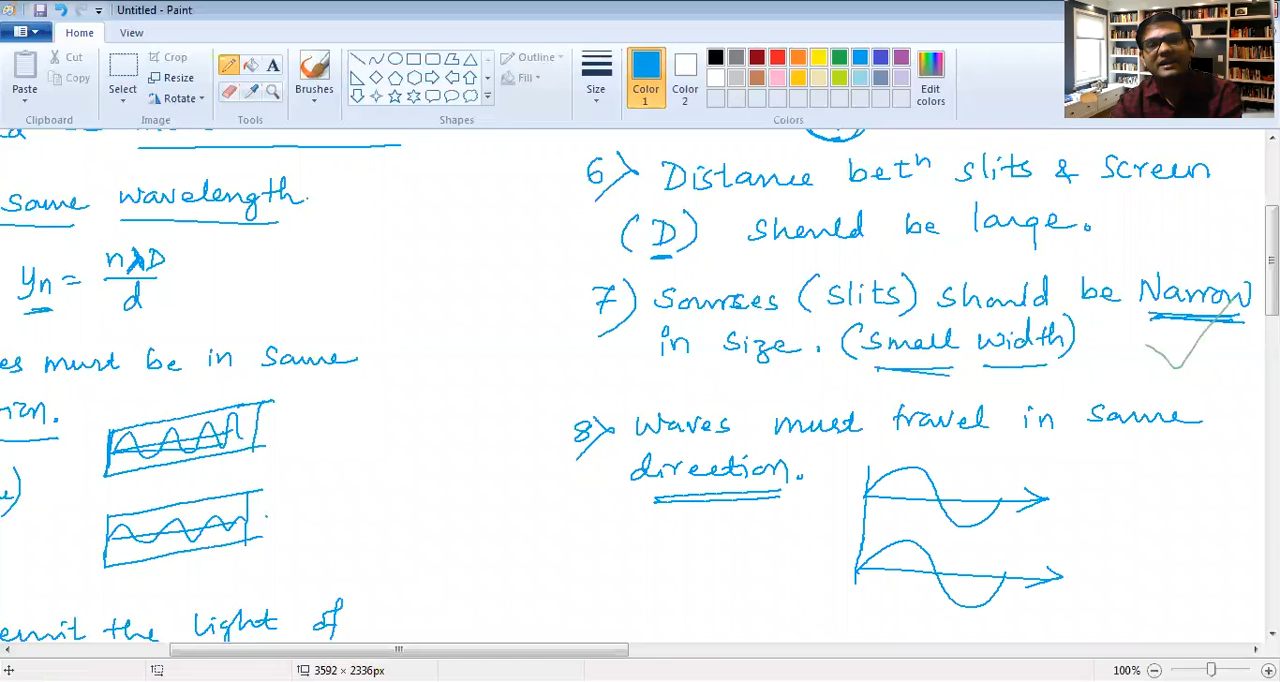 Untitled - Paint
Home View
Paste
Cut
Copy
Clipboard
Select
Crop
Resize
Rotate
Image
Tools
Brushes
Shapes
Outline
Fill
Size
Color 1
Color 2
Edit colors
Colors
same wavelength.
yn = nλD/d
es must be in same
emit the light of
6> Distance betn slits & screen
(D) should be large.
7) Sources (slits) should be Narrow
in size. (small width)
8> Waves must travel in same
direction.
3592 × 2336px
100%